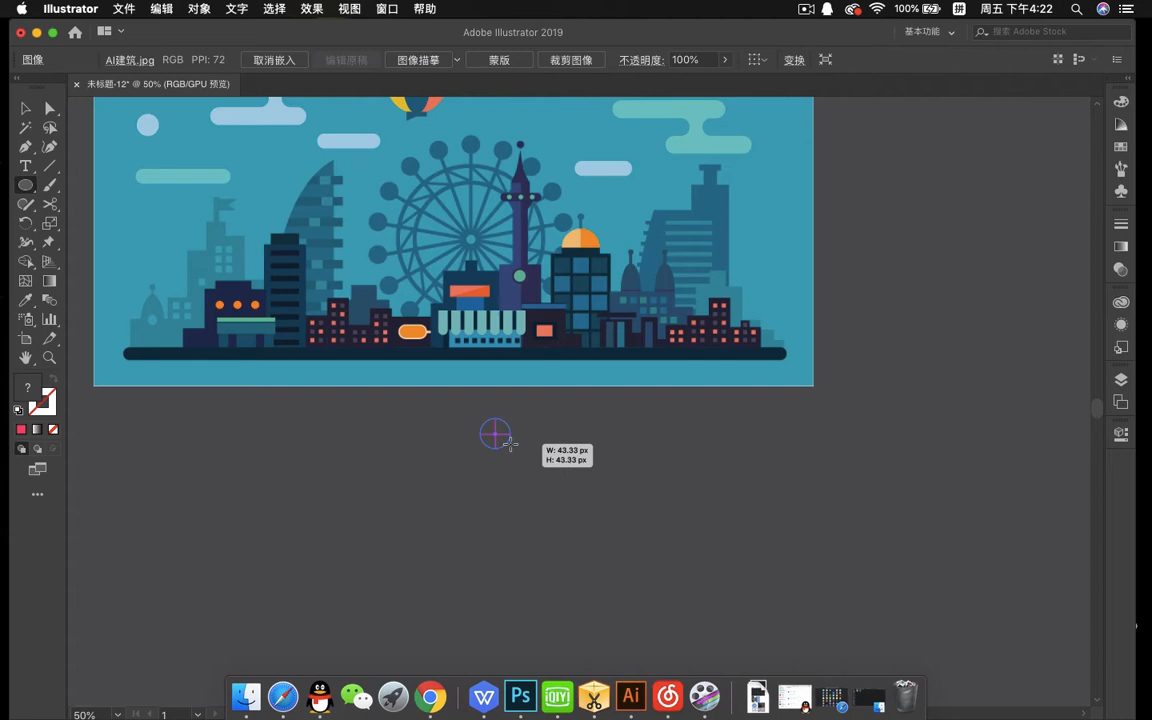 Illustrator 文件 编辑 对象 文字 选择 效果 视图 窗口 帮助 100% 拼 周五 下午4:22
Adobe Illustrator 2019 基本功能 搜索 Adobe Stock
图像 AI建筑.jpg RGB PPI: 72 取消嵌入 编辑原稿 图像描摹 蒙版 裁剪图像 不透明度: 100% 变换
× 未标题-12* @ 50% (RGB/GPU 预览)
T
?
W: 43.33 px
H: 43.33 px
W Ps iQIYI Ai
50% 1